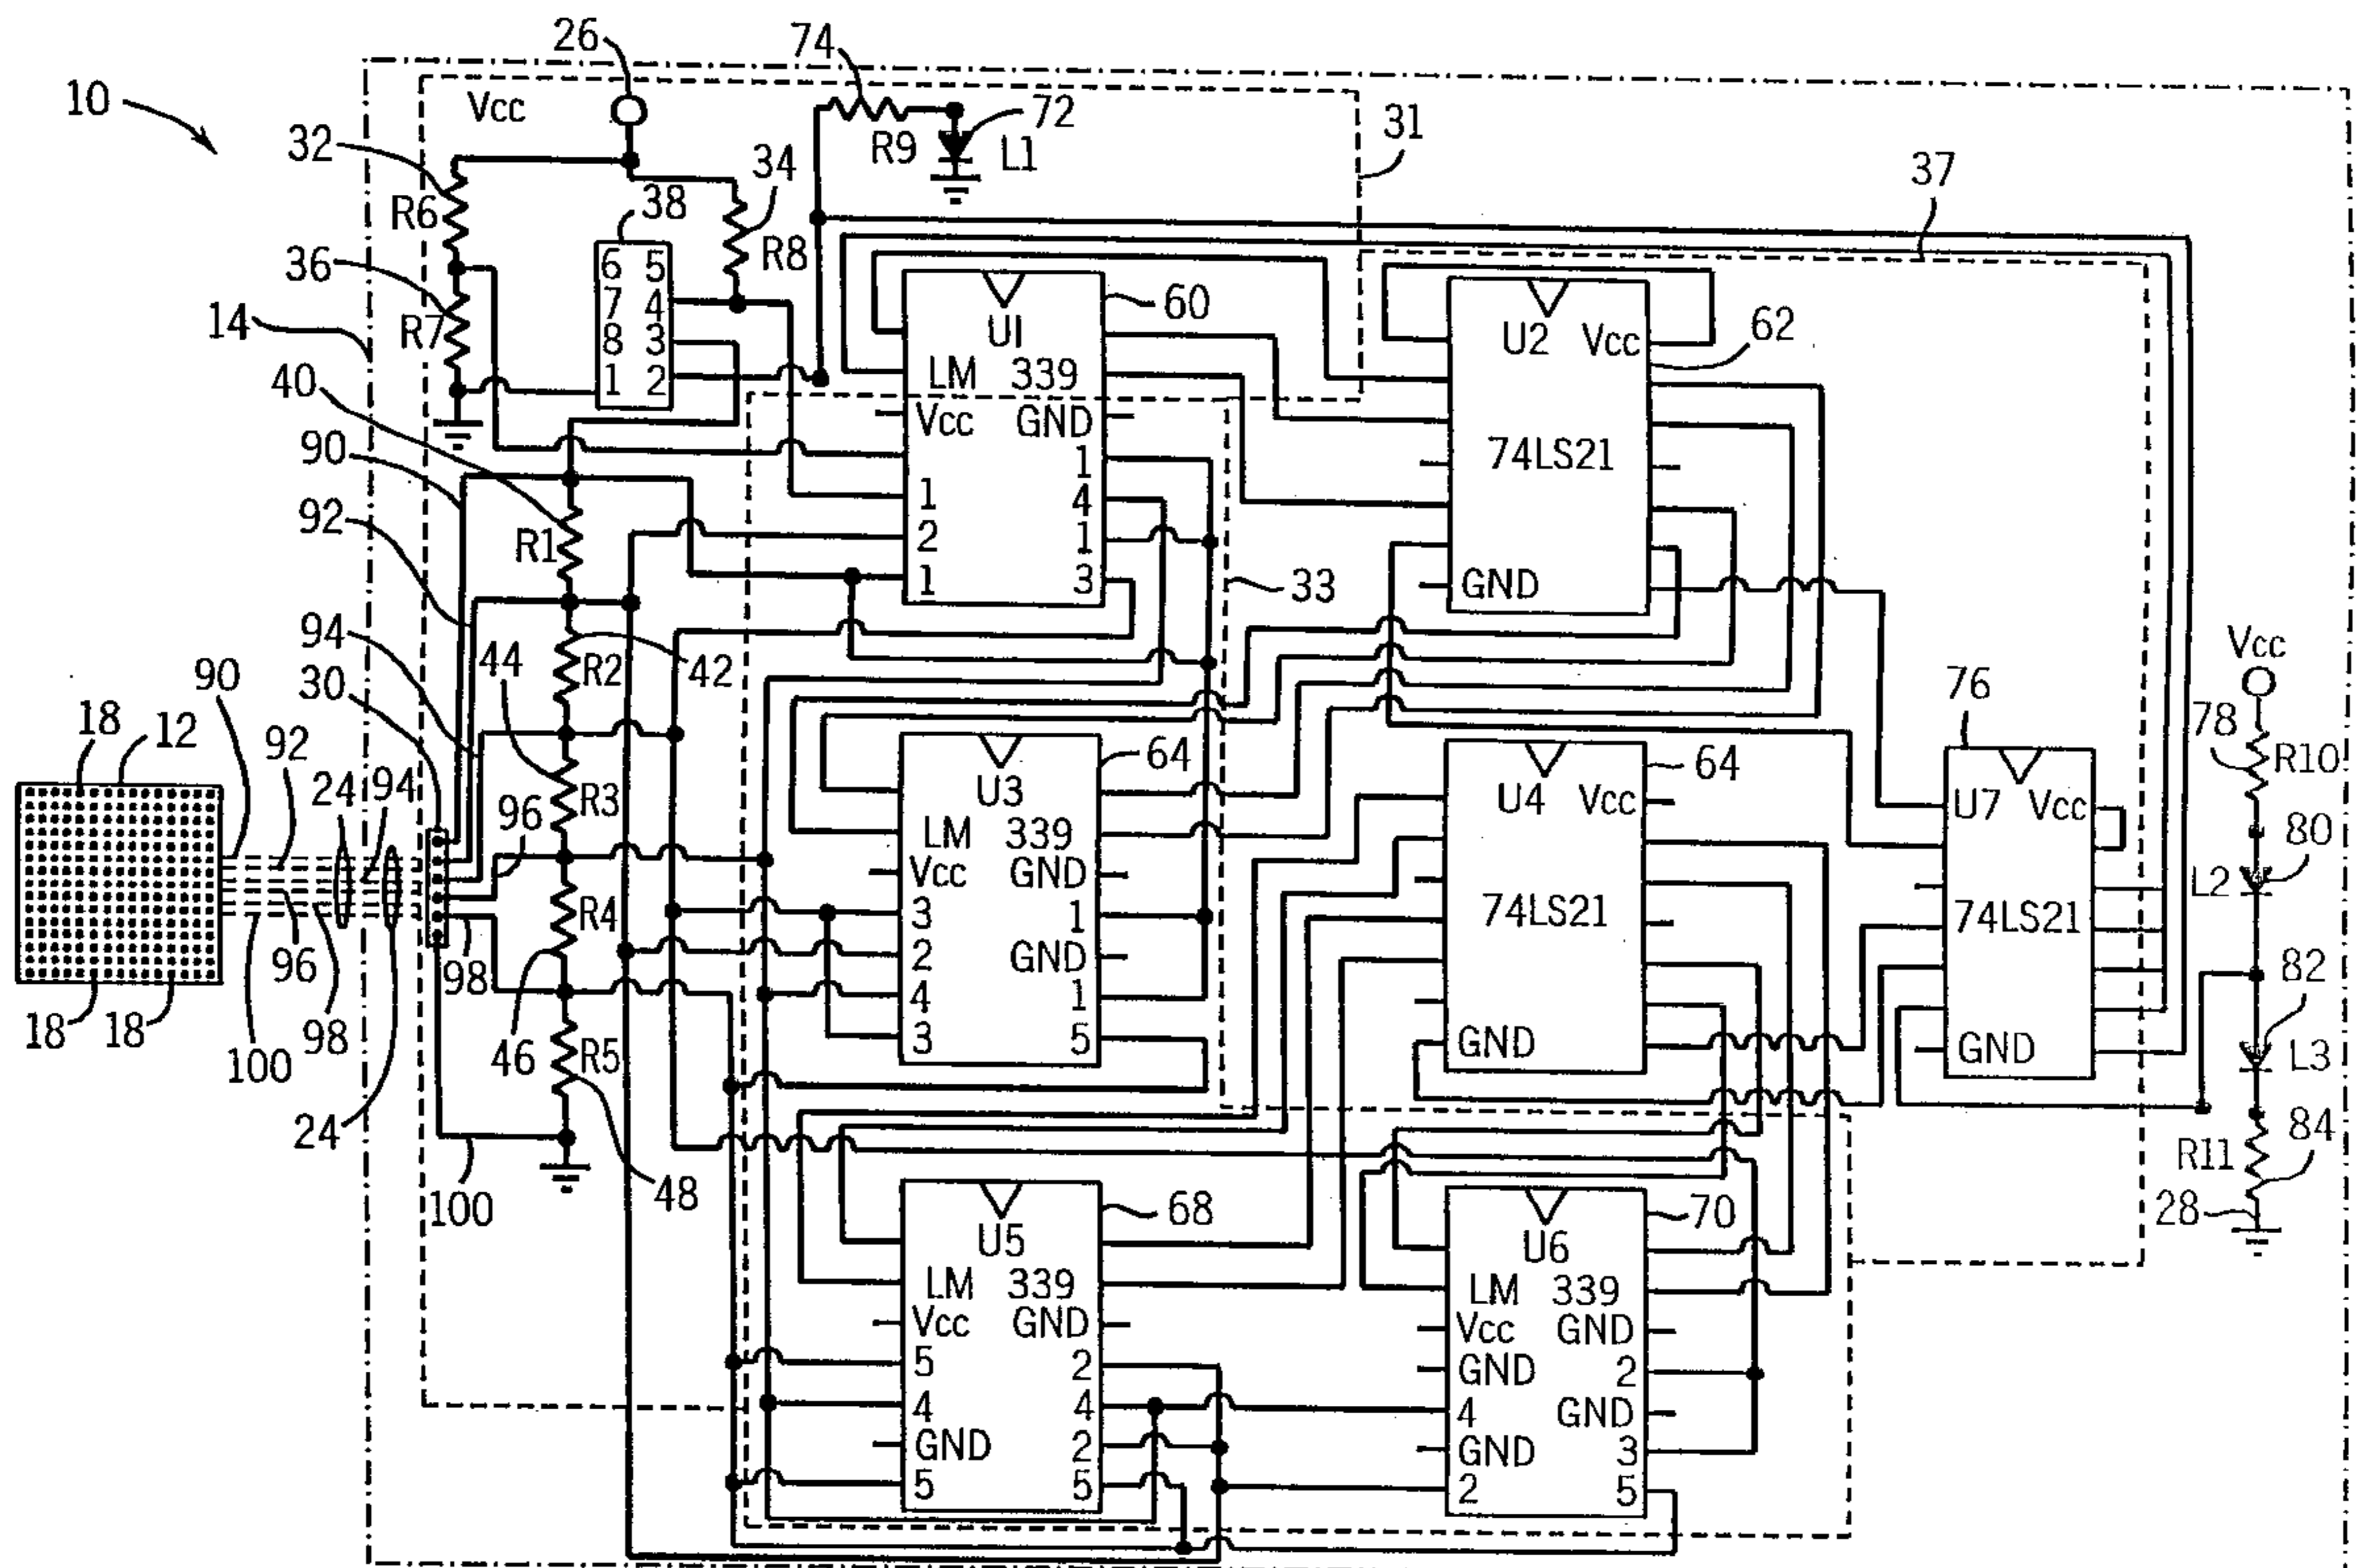 26
74
10
Vcc
72
31
R9
L1
32
34
37
R6
38
R8
36
6 5
7 4
8 3
1 2
R7
14
60
U1
LM 339
Vcc GND
1
1
4
2
1
1
3
U2 Vcc
62
74LS21
GND
40
90
92
R1
33
94
44
R2
42
30
90
18
12
92
24
94
R3
96
64
U3
LM 339
Vcc GND
3
1
2
GND
4
1
3
5
64
U4 Vcc
74LS21
GND
76
U7 Vcc
74LS21
GND
Vcc
78
R10
80
L2
82
L3
84
R11
28
R4
98
18
18
96
98
100
46
R5
24
100
48
68
U5
LM 339
Vcc GND
5 2
4 4
GND 2
5 5
70
U6
LM 339
Vcc GND
GND 2
4 GND
GND 3
2 5